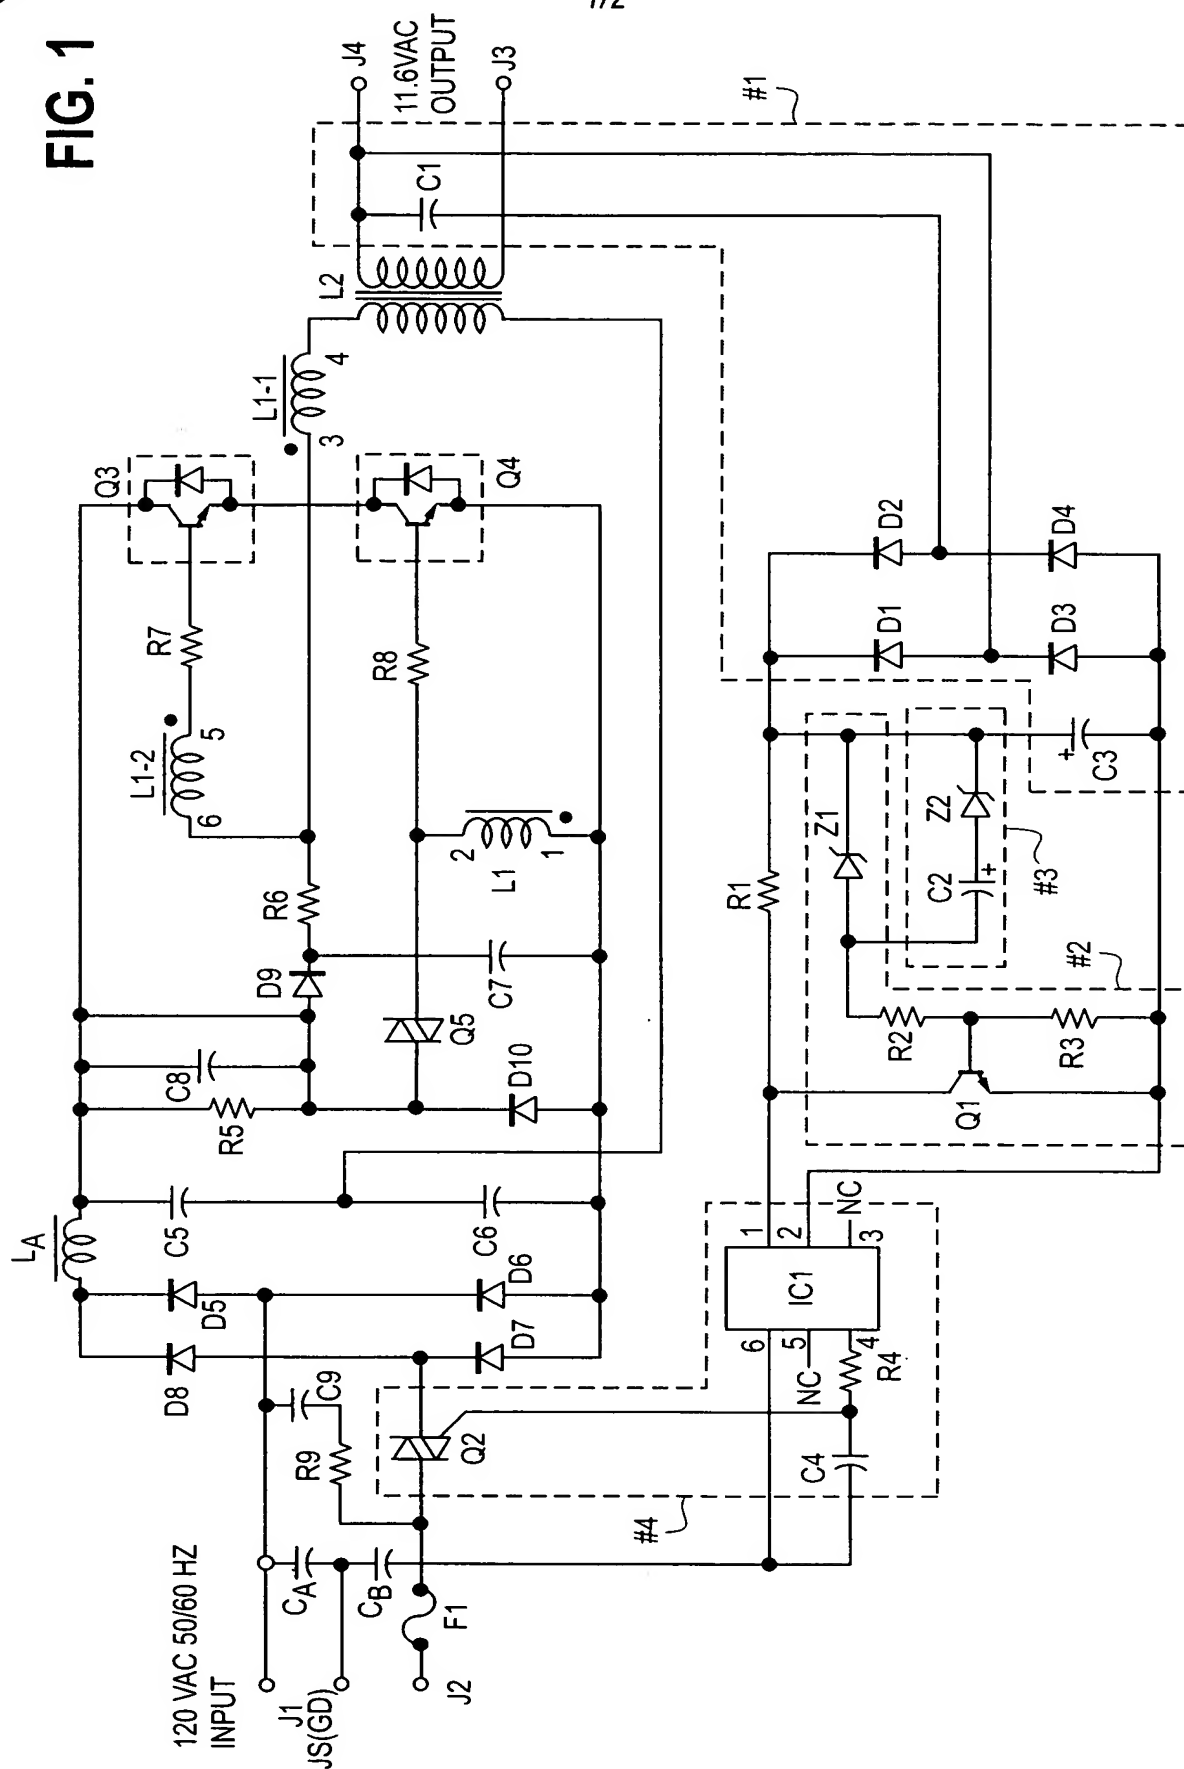 1/2
FIG. 1
J4
11.6VAC
OUTPUT
J3
#1
C1
L2
L1-1
4
3
Q3
Q4
R7
R8
L1-2
5
6
2
1
L1
R6
D9
C7
C8
Q5
R5
D10
LA
C5
C6
D5
D6
D8
D7
C9
R9
Q2
120 VAC 50/60 HZ
INPUT
CA
CB
F1
J1
JS(GD)
J2
D2
D4
D1
D3
C3
+
Z1
Z2
R1
C2
+
#3
#2
R2
R3
Q1
NC
1
2
3
IC1
6
5
4
NC
R4
C4
#4